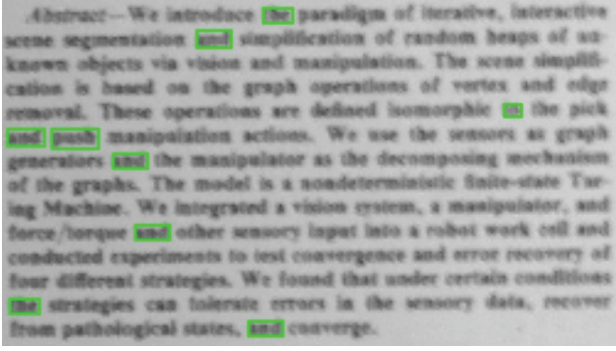 Abstract—We introduce the paradigm of iterative, interactive
scene segmentation and simplification of random heaps of un-
known objects via vision and manipulation. The scene simplifi-
cation is based on the graph operations of vertex and edge
removal. These operations are defined isomorphic to the pick
and push manipulation actions. We use the sensors as graph
generators and the manipulator as the decomposing mechanism
of the graphs. The model is a nondeterministic finite-state Tur-
ing Machine. We integrated a vision system, a manipulator, and
force/torque and other sensory input into a robot work cell and
conducted experiments to test convergence and error recovery of
four different strategies. We found that under certain conditions
the strategies can tolerate errors in the sensory data, recover
from pathological states, and converge.